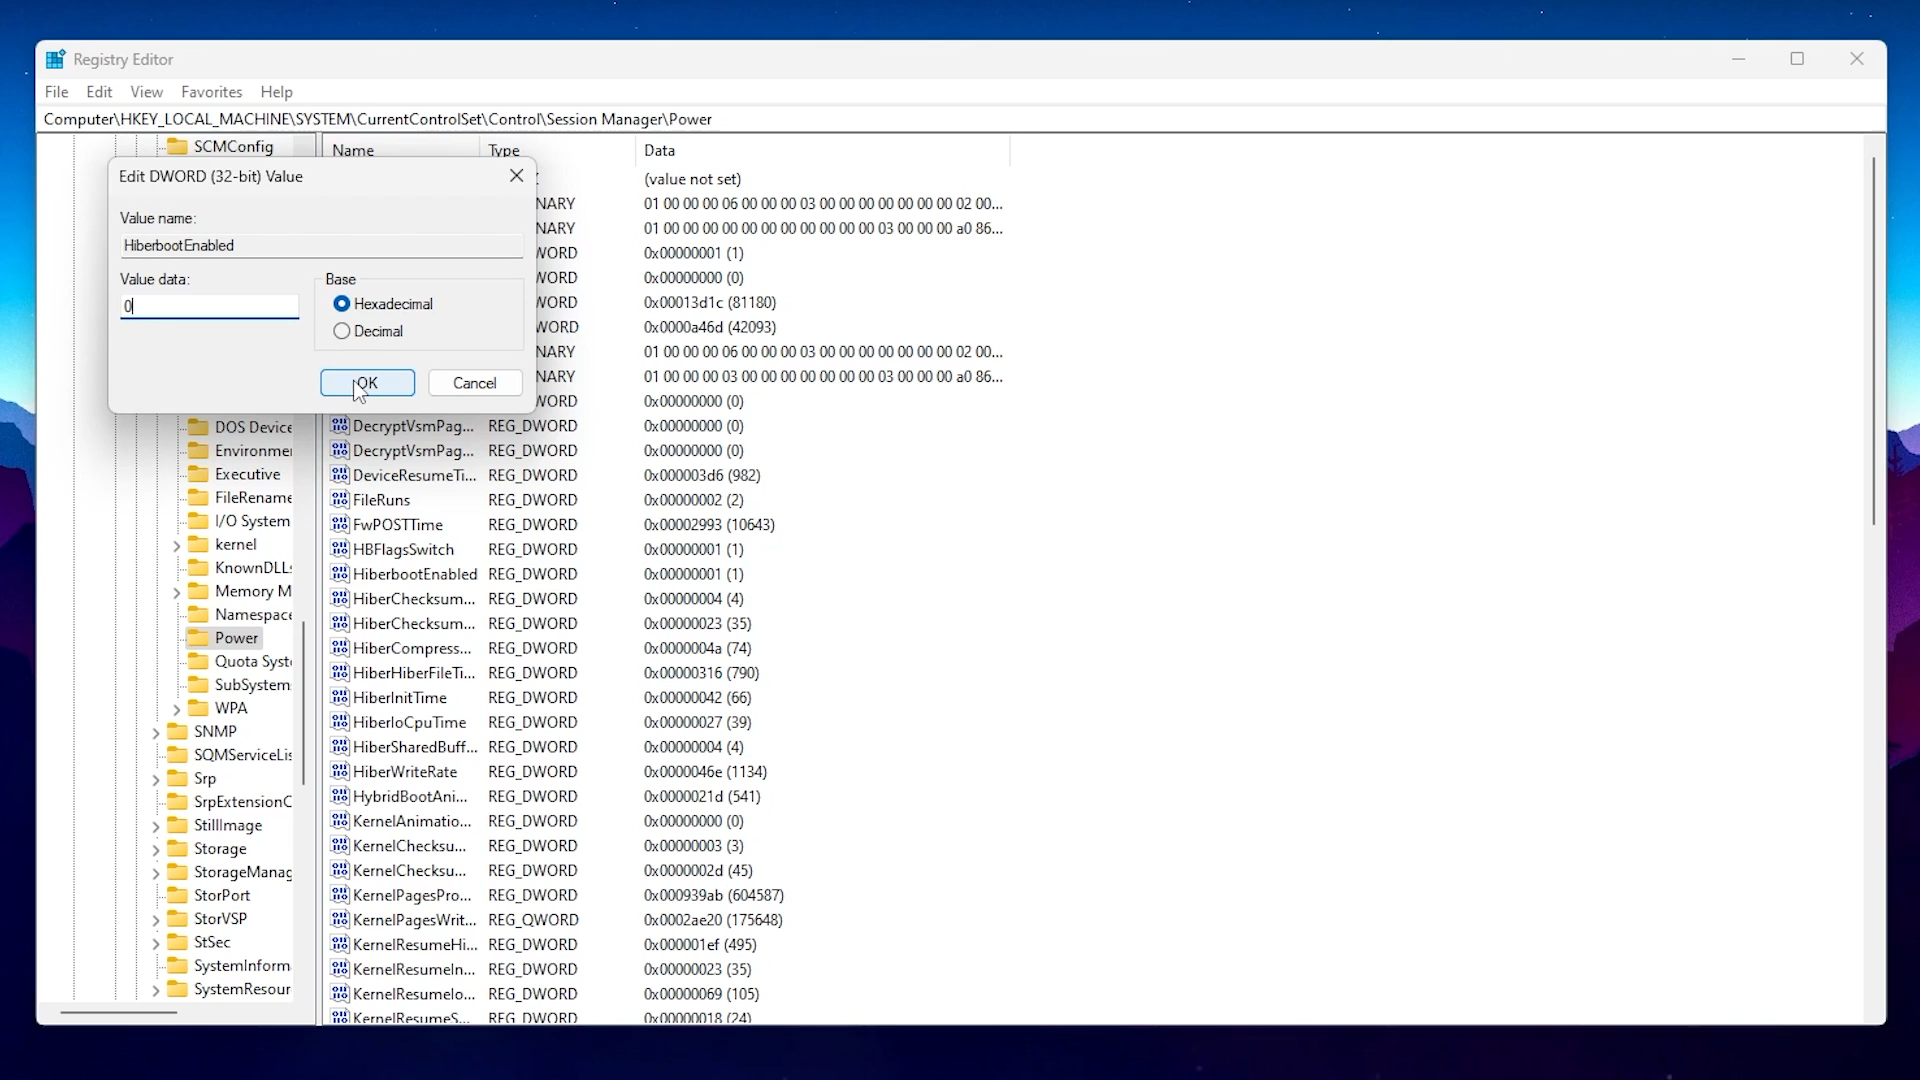 Registry Editor
File Edit View Favorites Help
Computer\HKEY_LOCAL_MACHINE\SYSTEM\CurrentControlSet\Control\Session Manager\Power
SCMConfig
Name Type Data
Edit DWORD (32-bit) Value
Value name:
HiberbootEnabled
Value data:
0
Base
Hexadecimal
Decimal
OK Cancel
Z (value not set)
NARY 01 00 00 00 06 00 00 00 03 00 00 00 00 00 00 00 02 00...
NARY 01 00 00 00 00 00 00 00 00 00 00 00 03 00 00 00 a0 86...
WORD 0x00000001 (1)
WORD 0x00000000 (0)
WORD 0x00013d1c (81180)
WORD 0x0000a46d (42093)
NARY 01 00 00 00 06 00 00 00 03 00 00 00 00 00 00 00 02 00...
NARY 01 00 00 00 03 00 00 00 00 00 00 00 03 00 00 00 a0 86...
WORD 0x00000000 (0)
DOS Device
Environmer
Executive
FileRename
I/O System
kernel
KnownDLLs
Memory M
Namespace
Power
Quota Syste
SubSystem
WPA
SNMP
SQMServiceLis
Srp
SrpExtensionC
StillImage
Storage
StorageManag
StorPort
StorVSP
StSec
SystemInform
SystemResour
DecryptVsmPag... REG_DWORD 0x00000000 (0)
DecryptVsmPag... REG_DWORD 0x00000000 (0)
DeviceResumeTi... REG_DWORD 0x000003d6 (982)
FileRuns REG_DWORD 0x00000002 (2)
FwPOSTTime REG_DWORD 0x00002993 (10643)
HBFlagsSwitch REG_DWORD 0x00000001 (1)
HiberbootEnabled REG_DWORD 0x00000001 (1)
HiberChecksum... REG_DWORD 0x00000004 (4)
HiberChecksum... REG_DWORD 0x00000023 (35)
HiberCompress... REG_DWORD 0x0000004a (74)
HiberHiberFileTi... REG_DWORD 0x00000316 (790)
HiberInitTime REG_DWORD 0x00000042 (66)
HiberIoCpuTime REG_DWORD 0x00000027 (39)
HiberSharedBuff... REG_DWORD 0x00000004 (4)
HiberWriteRate REG_DWORD 0x0000046e (1134)
HybridBootAni... REG_DWORD 0x0000021d (541)
KernelAnimatio... REG_DWORD 0x00000000 (0)
KernelChecksu... REG_DWORD 0x00000003 (3)
KernelChecksu... REG_DWORD 0x0000002d (45)
KernelPagesPro... REG_DWORD 0x000939ab (604587)
KernelPagesWrit... REG_QWORD 0x0002ae20 (175648)
KernelResumeHi... REG_DWORD 0x000001ef (495)
KernelResumeIn... REG_DWORD 0x00000023 (35)
KernelResumeIo... REG_DWORD 0x00000069 (105)
KernelResumeS... REG_DWORD 0x00000018 (24)